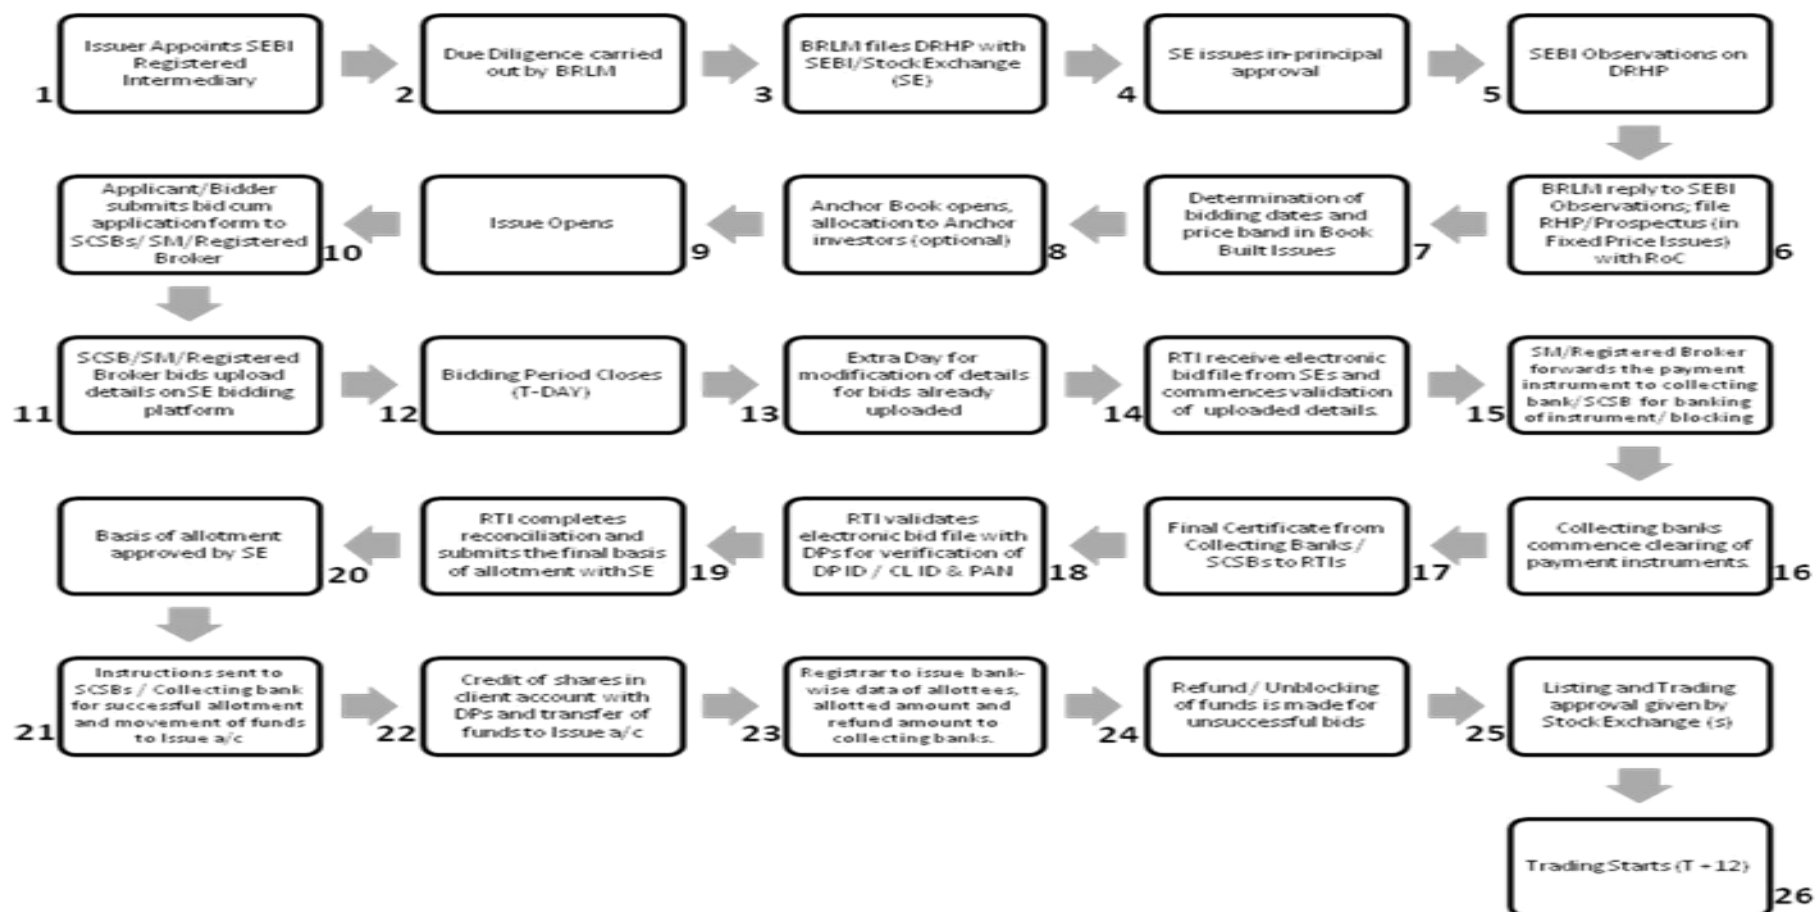 1
Issuer Appoints SEBI
Registered
Intermediary
2
Due Diligence carried
out by BRLM
3
BRLM files DRHP with
SEBI/Stock Exchange
(SE)
4
SE issues in-principal
approval
5
SEBI Observations on
DRHP
BRLM reply to SEBI
Observations; file
RHP/Prospectus (in
Fixed Price Issues)
with RoC
6
Determination of
bidding dates and
price band in Book
Built Issues
7
Anchor Book opens,
allocation to Anchor
investors (optional)
8
Issue Opens
9
Applicant/Bidder
submits bid cum
application form to
SCSBs/ SM/Registered
Broker
10
11
SCSB/SM/Registered
Broker bids upload
details on SE bidding
platform
12
Bidding Period Closes
(T-DAY)
13
Extra Day for
modification of details
for bids already
uploaded
14
RTI receive electronic
bid file from SEs and
commences validation
of uploaded details.
15
SM/Registered Broker
forwards the payment
instrument to collecting
bank/SCSB for banking
of instrument/ blocking
Collecting banks
commence clearing of
payment instruments.
16
Final Certificate from
Collecting Banks /
SCSBs to RTIs
17
RTI validates
electronic bid file with
DPs for verification of
DP ID / CL ID & PAN
18
RTI completes
reconciliation and
submits the final basis
of allotment with SE
19
Basis of allotment
approved by SE
20
21
Instructions sent to
SCSBs / Collecting bank
for successful allotment
and movement of funds
to Issue a/c
22
Credit of shares in
client account with
DPs and transfer of
funds to Issue a/c
23
Registrar to issue bank-
wise data of allottees,
allotted amount and
refund amount to
collecting banks.
24
Refund / Unblocking
of funds is made for
unsuccessful bids
25
Listing and Trading
approval given by
Stock Exchange (s)
Trading Starts (T +12)
26